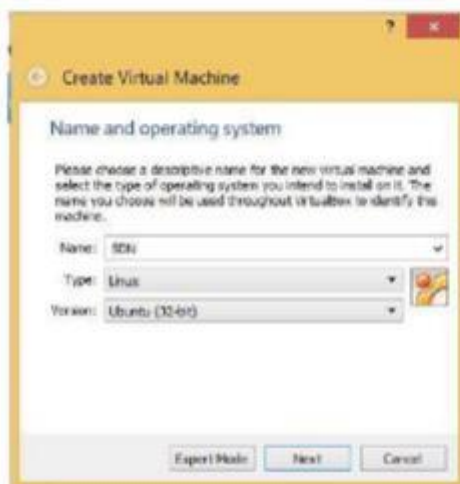 ?
Create Virtual Machine
Name and operating system
Please choose a descriptive name for the new virtual machine and
select the type of operating system you intend to install on it. The
name you choose will be used throughout VirtualBox to identify this
machine.
Name: SDN
Type: Linux
Version: Ubuntu (32-bit)
Expert Mode Next Cancel